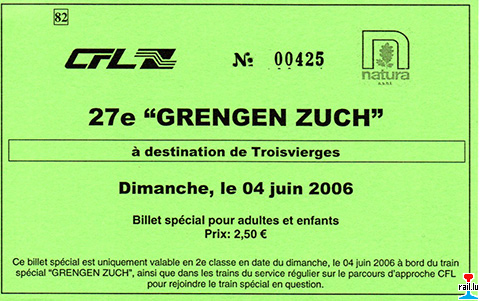 82
CFL
№ 00425
natura
27e “GRENGEN ZUCH”
à destination de Troisvierges
Dimanche, le 04 juin 2006
Billet spécial pour adultes et enfants
Prix: 2,50 €
Ce billet spécial est uniquement valable en 2e classe en date du dimanche, le 04 juin 2006 à bord du train
spécial “GRENGEN ZUCH”, ainsi que dans les trains du service régulier sur le parcours d’approche CFL
pour rejoindre le train spécial en question.
rail.lu